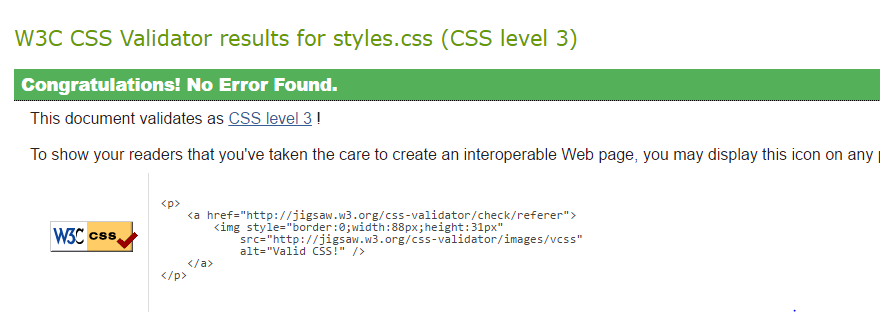 W3C CSS Validator results for styles.css (CSS level 3)
Congratulations! No Error Found.
This document validates as CSS level 3 !
To show your readers that you've taken the care to create an interoperable Web page, you may display this icon on any
W3C css
<p>
<a href="http://jigsaw.w3.org/css-validator/check/referer">
<img style="border:0;width:88px;height:31px"
src="http://jigsaw.w3.org/css-validator/images/vcss"
alt="Valid CSS!" />
</a>
</p>